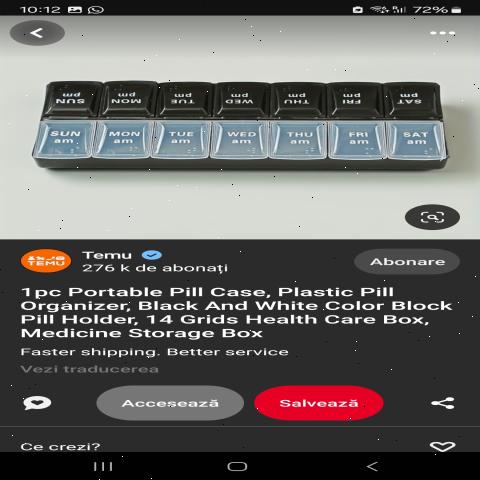 10:12 72%
SUN pm MON pm TUE pm WED pm THU pm FRI pm SAT pm
SUN am MON am TUE am WED am THU am FRI am SAT am
TEMU
Temu
276 k de abonați
Abonare
1pc Portable Pill Case, Plastic Pill
Organizer, Black And White Color Block
Pill Holder, 14 Grids Health Care Box,
Medicine Storage Box
Faster shipping. Better service
Vezi traducerea
Accesează Salvează
Ce crezi?